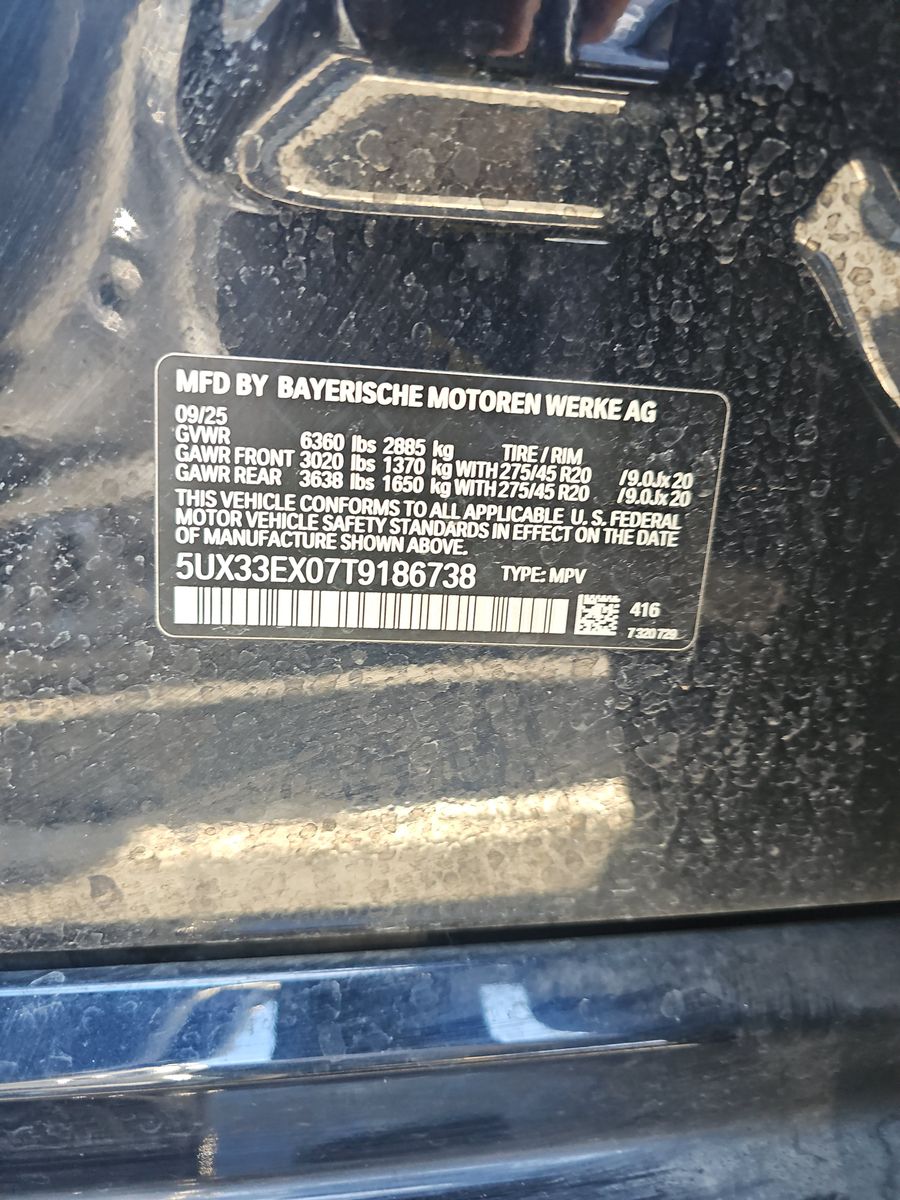 MFD BY BAYERISCHE MOTOREN WERKE AG
09/25
GVWR 6360 lbs 2885 kg TIRE / RIM
GAWR FRONT 3020 lbs 1370 kg WITH 275/45 R20 /9.0Jx20
GAWR REAR 3638 lbs 1650 kg WITH 275/45 R20 /9.0Jx20
THIS VEHICLE CONFORMS TO ALL APPLICABLE U.S. FEDERAL
MOTOR VEHICLE SAFETY STANDARDS IN EFFECT ON THE DATE
OF MANUFACTURE SHOWN ABOVE.
5UX33EX07T9186738 TYPE: MPV
416
7 320 729